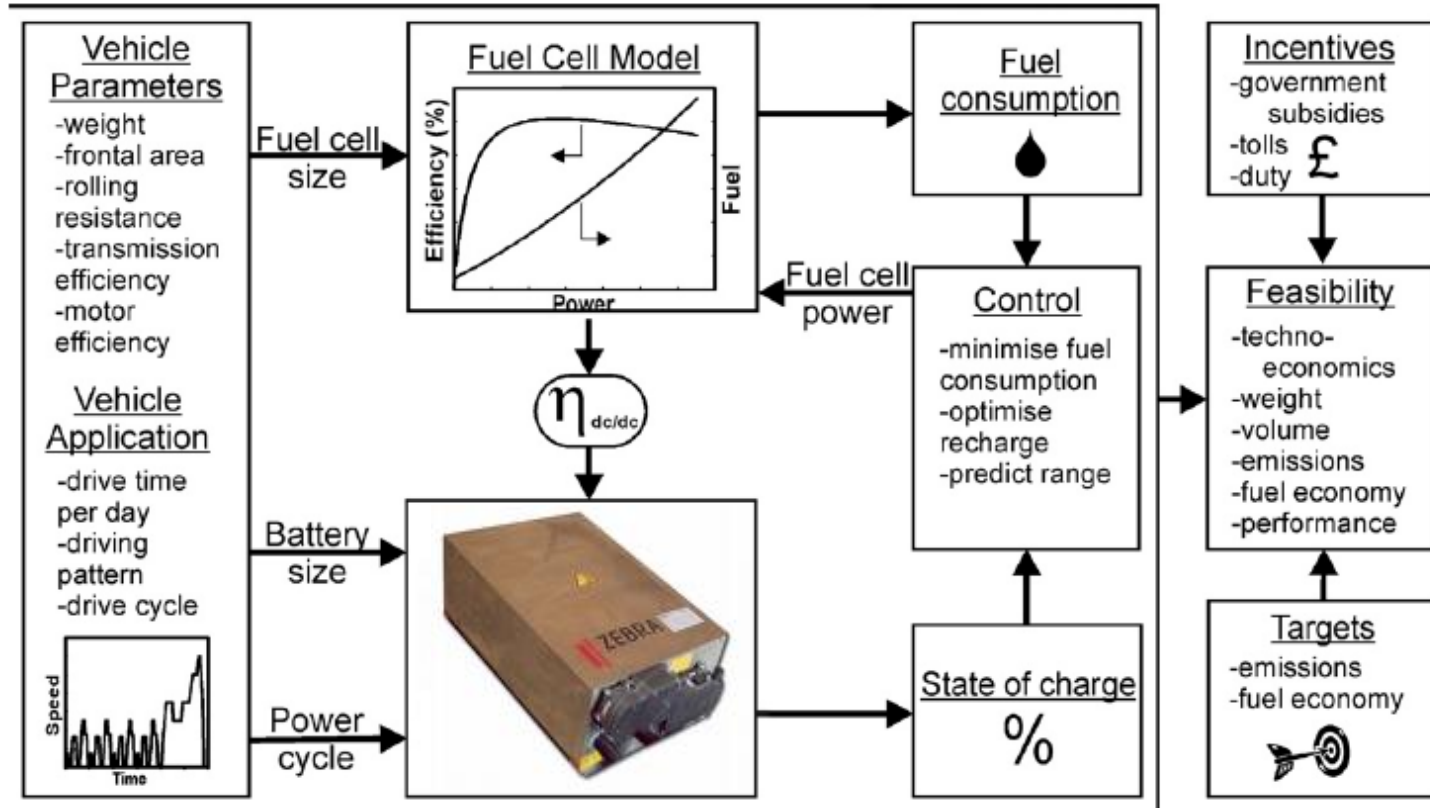 Vehicle
Parameters
-weight
-frontal area
-rolling
resistance
-transmission
efficiency
-motor
efficiency
Vehicle
Application
-drive time
per day
-driving
pattern
-drive cycle
Speed
Time
Fuel cell
size
Battery
size
Power
cycle
Fuel Cell Model
Efficiency (%)
Fuel
Power
η dc/dc
ZEBRA
Fuel cell
power
Fuel
consumption
Control
-minimise fuel
consumption
-optimise
recharge
-predict range
State of charge
%
Incentives
-government
subsidies
-tolls
-duty
£
Feasibility
-techno-
economics
-weight
-volume
-emissions
-fuel economy
-performance
Targets
-emissions
-fuel economy